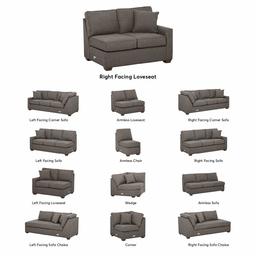 Right Facing Loveseat
Left Facing Corner Sofa
Armless Loveseat
Right Facing Corner Sofa
Left Facing Sofa
Armless Chair
Right Facing Sofa
Left Facing Loveseat
Wedge
Armless Sofa
Left Facing Sofa Chaise
Corner
Right Facing Sofa Chaise